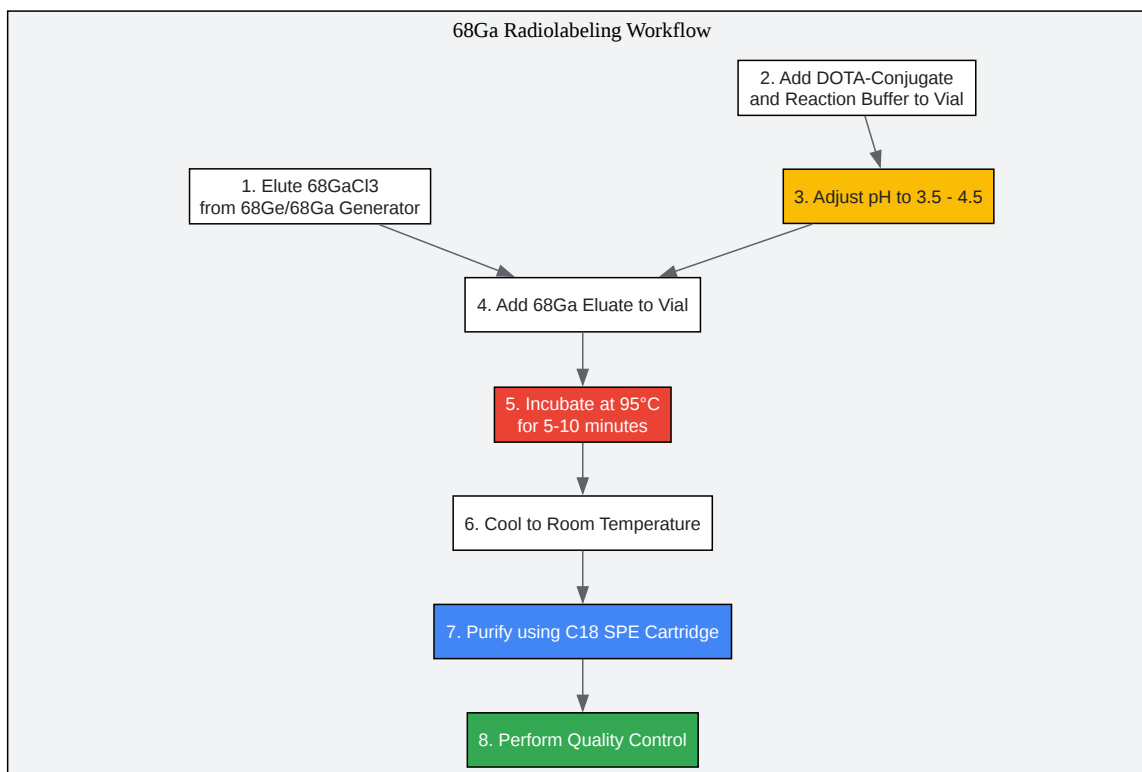 68Ga Radiolabeling Workflow
2. Add DOTA-Conjugate
and Reaction Buffer to Vial
1. Elute 68GaCl3
from 68Ge/68Ga Generator
3. Adjust pH to 3.5 - 4.5
4. Add 68Ga Eluate to Vial
5. Incubate at 95°C
for 5-10 minutes
6. Cool to Room Temperature
7. Purify using C18 SPE Cartridge
8. Perform Quality Control